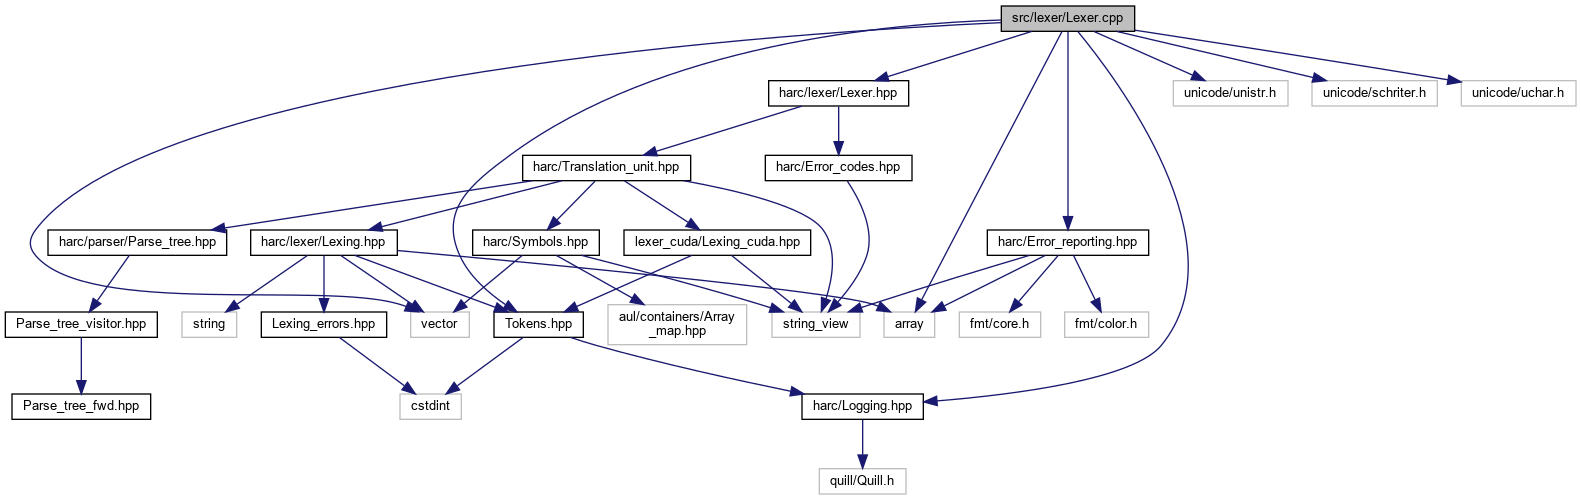 src/lexer/Lexer.cpp
harc/lexer/Lexer.hpp
unicode/unistr.h
unicode/schriter.h
unicode/uchar.h
harc/Translation_unit.hpp
harc/Error_codes.hpp
harc/parser/Parse_tree.hpp
harc/lexer/Lexing.hpp
harc/Symbols.hpp
lexer_cuda/Lexing_cuda.hpp
harc/Error_reporting.hpp
Parse_tree_visitor.hpp
string
Lexing_errors.hpp
vector
Tokens.hpp
aul/containers/Array
_map.hpp
string_view
array
fmt/core.h
fmt/color.h
Parse_tree_fwd.hpp
cstdint
harc/Logging.hpp
quill/Quill.h